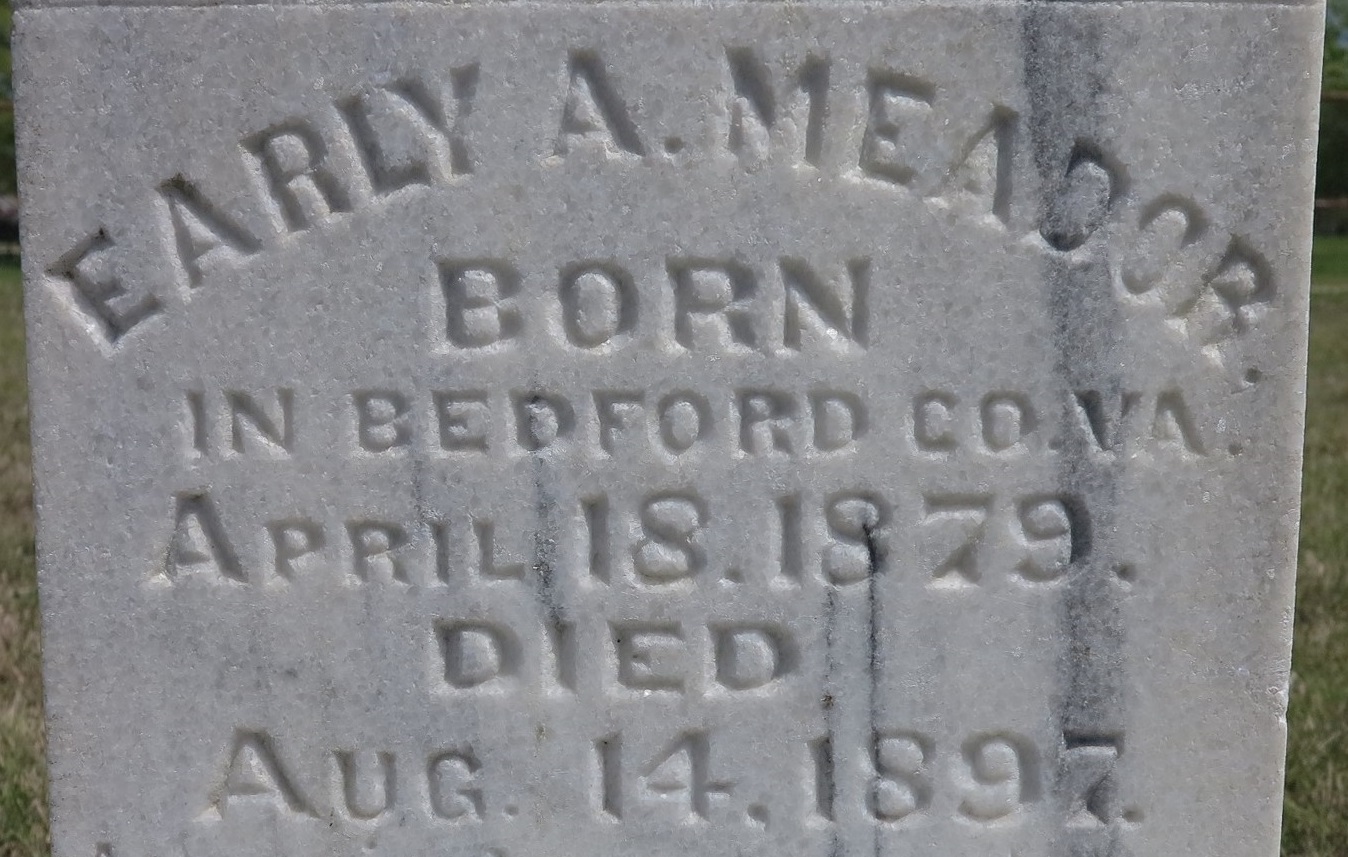 EARLY A. MEADOR.
BORN
IN BEDFORD CO. VA.
APRIL 18. 1879.
DIED
AUG. 14, 1897.